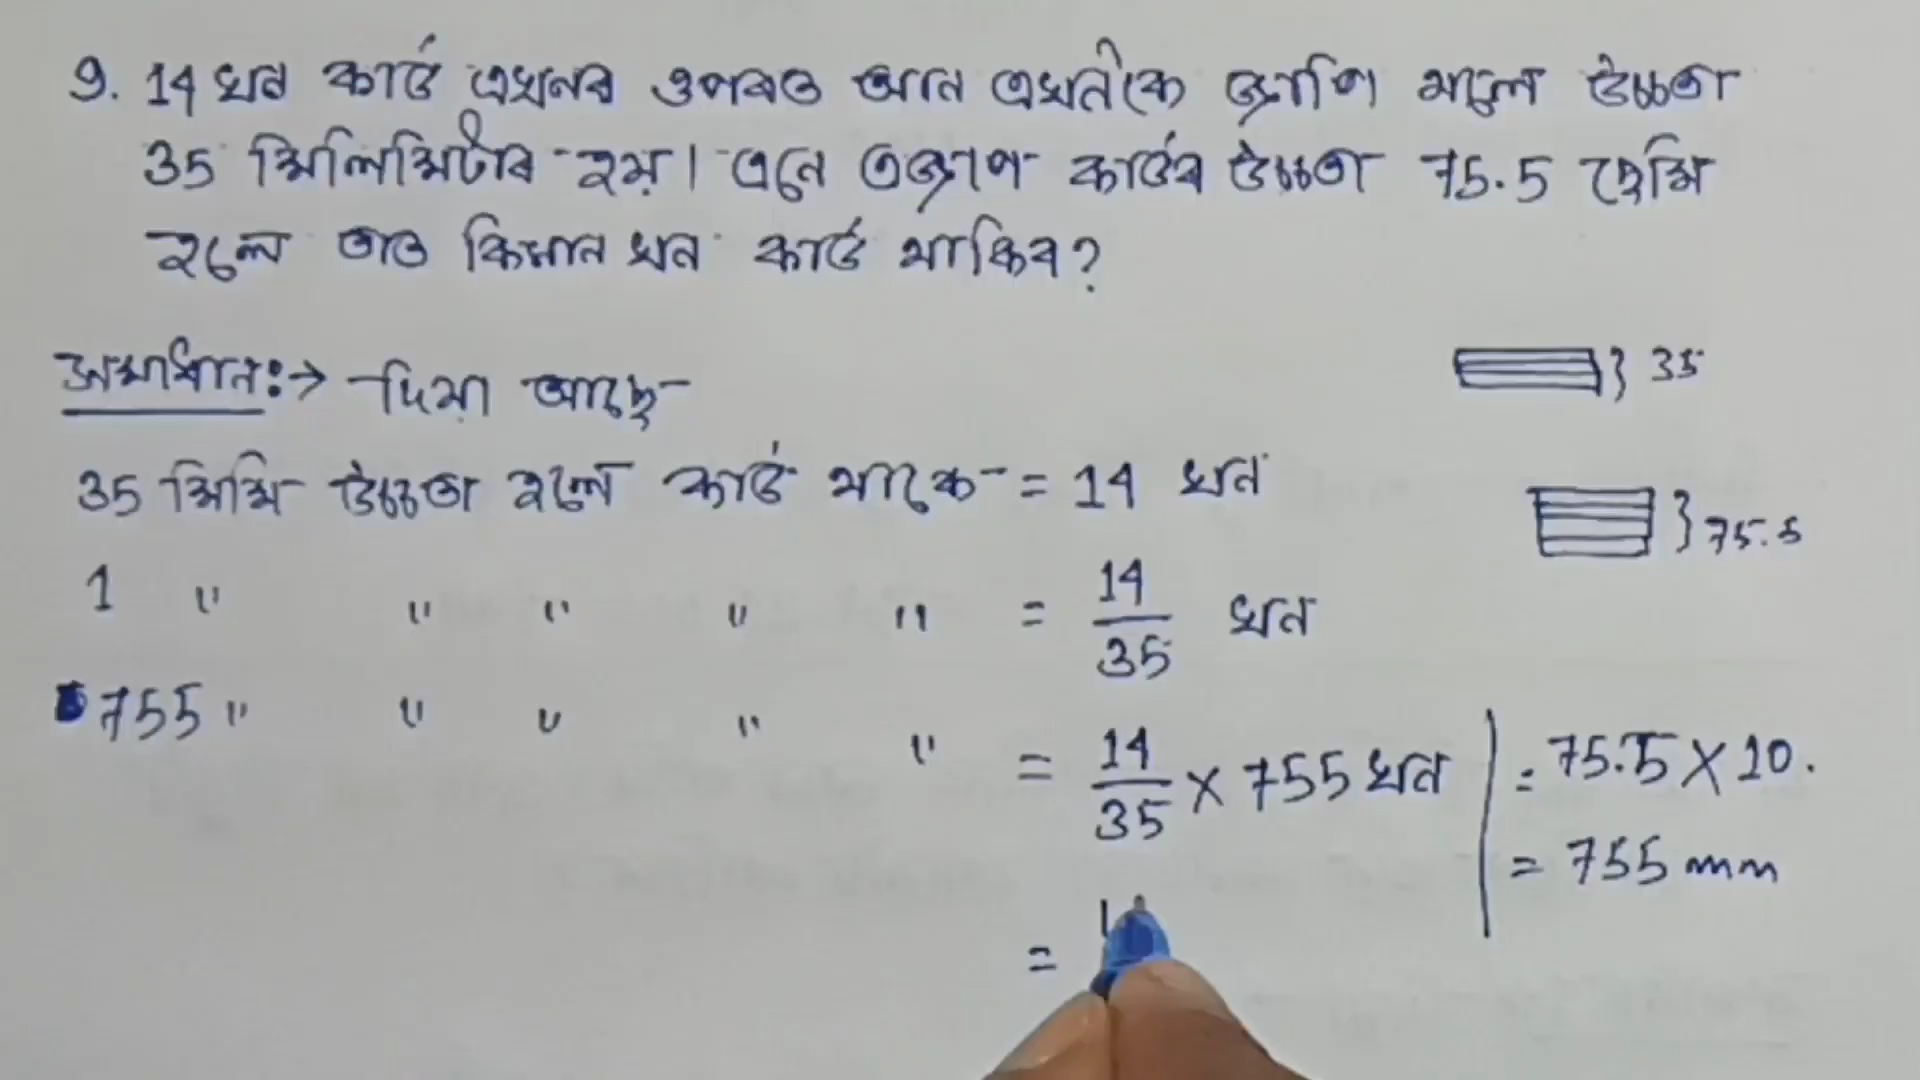 9. 14 খন কাৰ্ড এখনৰ ওপৰত আন এখনকৈ জাপি থলে উচ্চতা
35 মিলিমিটাৰ হয়। এনে এজাপ কাৰ্ডৰ উচ্চতা 75.5 ছেমি
হলে তাত কিমান খন কাৰ্ড থাকিব?
সমাধান:→ দিয়া আছে
} 35
35 মিমি উচ্চতা হলে কাৰ্ড থাকে = 14 খন
} 75.5
1 " " " " " = 14/35 খন
755 " " " " " = 14/35 × 755 খন
= 75.5 × 10.
= 755 mm
=